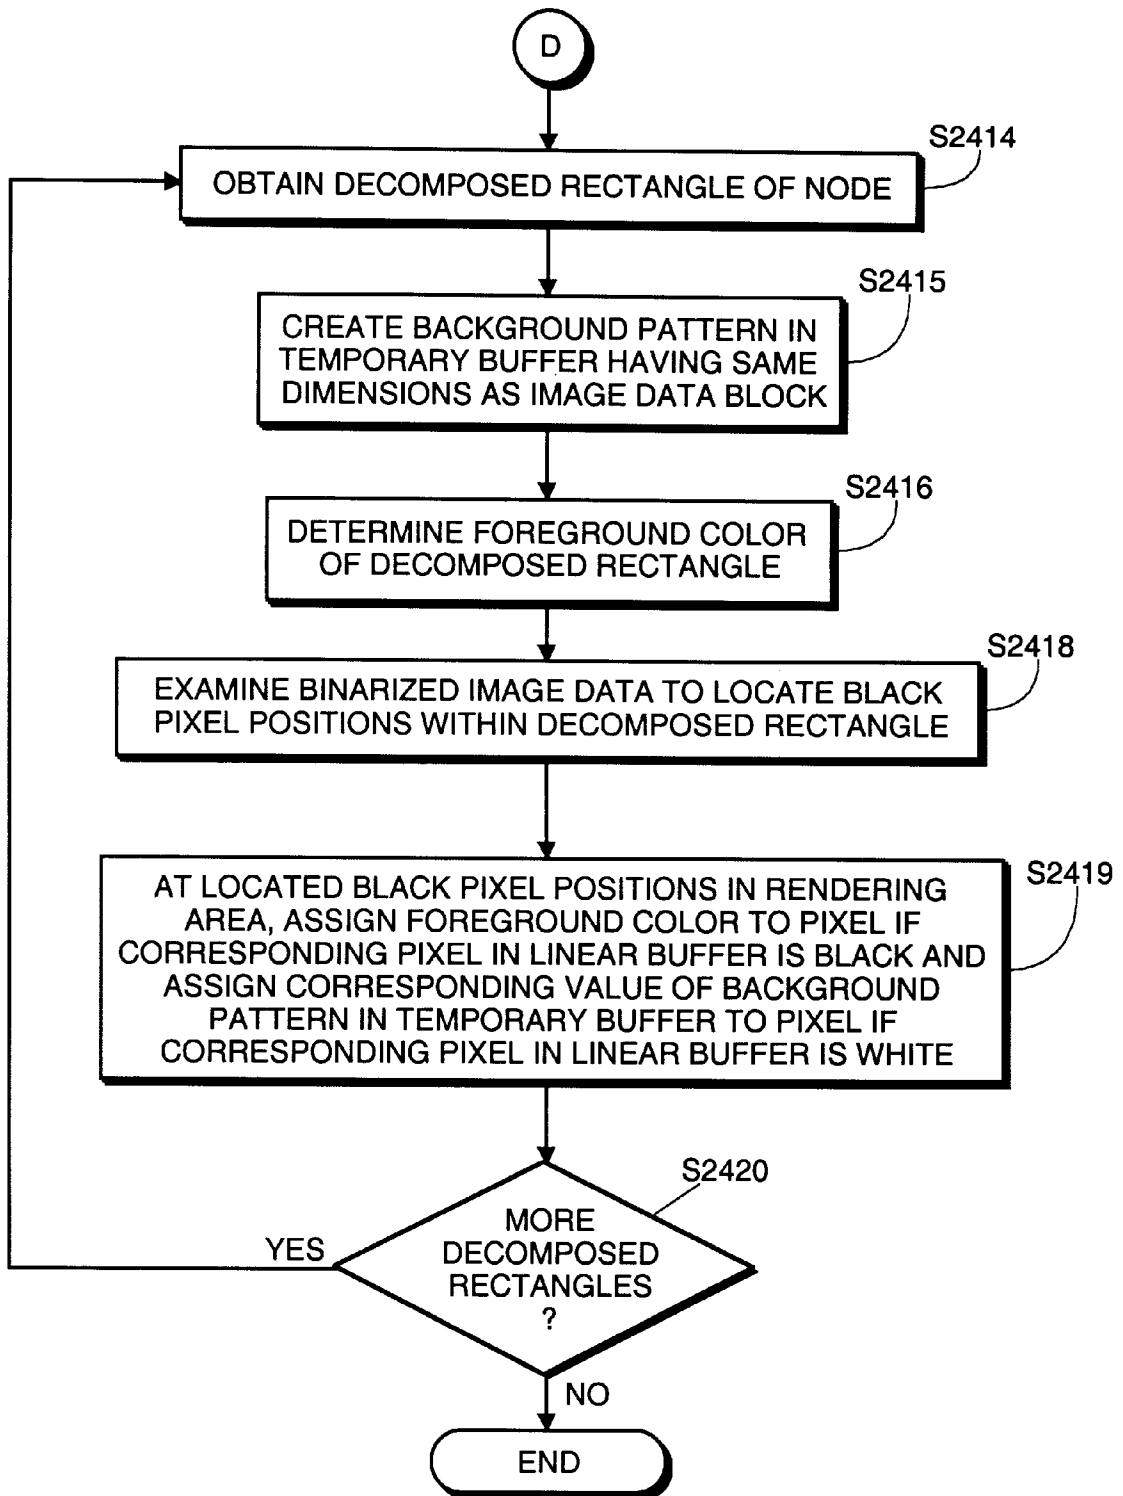 D
S2414
OBTAIN DECOMPOSED RECTANGLE OF NODE
S2415
CREATE BACKGROUND PATTERN IN
TEMPORARY BUFFER HAVING SAME
DIMENSIONS AS IMAGE DATA BLOCK
S2416
DETERMINE FOREGROUND COLOR
OF DECOMPOSED RECTANGLE
S2418
EXAMINE BINARIZED IMAGE DATA TO LOCATE BLACK
PIXEL POSITIONS WITHIN DECOMPOSED RECTANGLE
S2419
AT LOCATED BLACK PIXEL POSITIONS IN RENDERING
AREA, ASSIGN FOREGROUND COLOR TO PIXEL IF
CORRESPONDING PIXEL IN LINEAR BUFFER IS BLACK AND
ASSIGN CORRESPONDING VALUE OF BACKGROUND
PATTERN IN TEMPORARY BUFFER TO PIXEL IF
CORRESPONDING PIXEL IN LINEAR BUFFER IS WHITE
S2420
MORE
DECOMPOSED
RECTANGLES
?
YES
NO
END